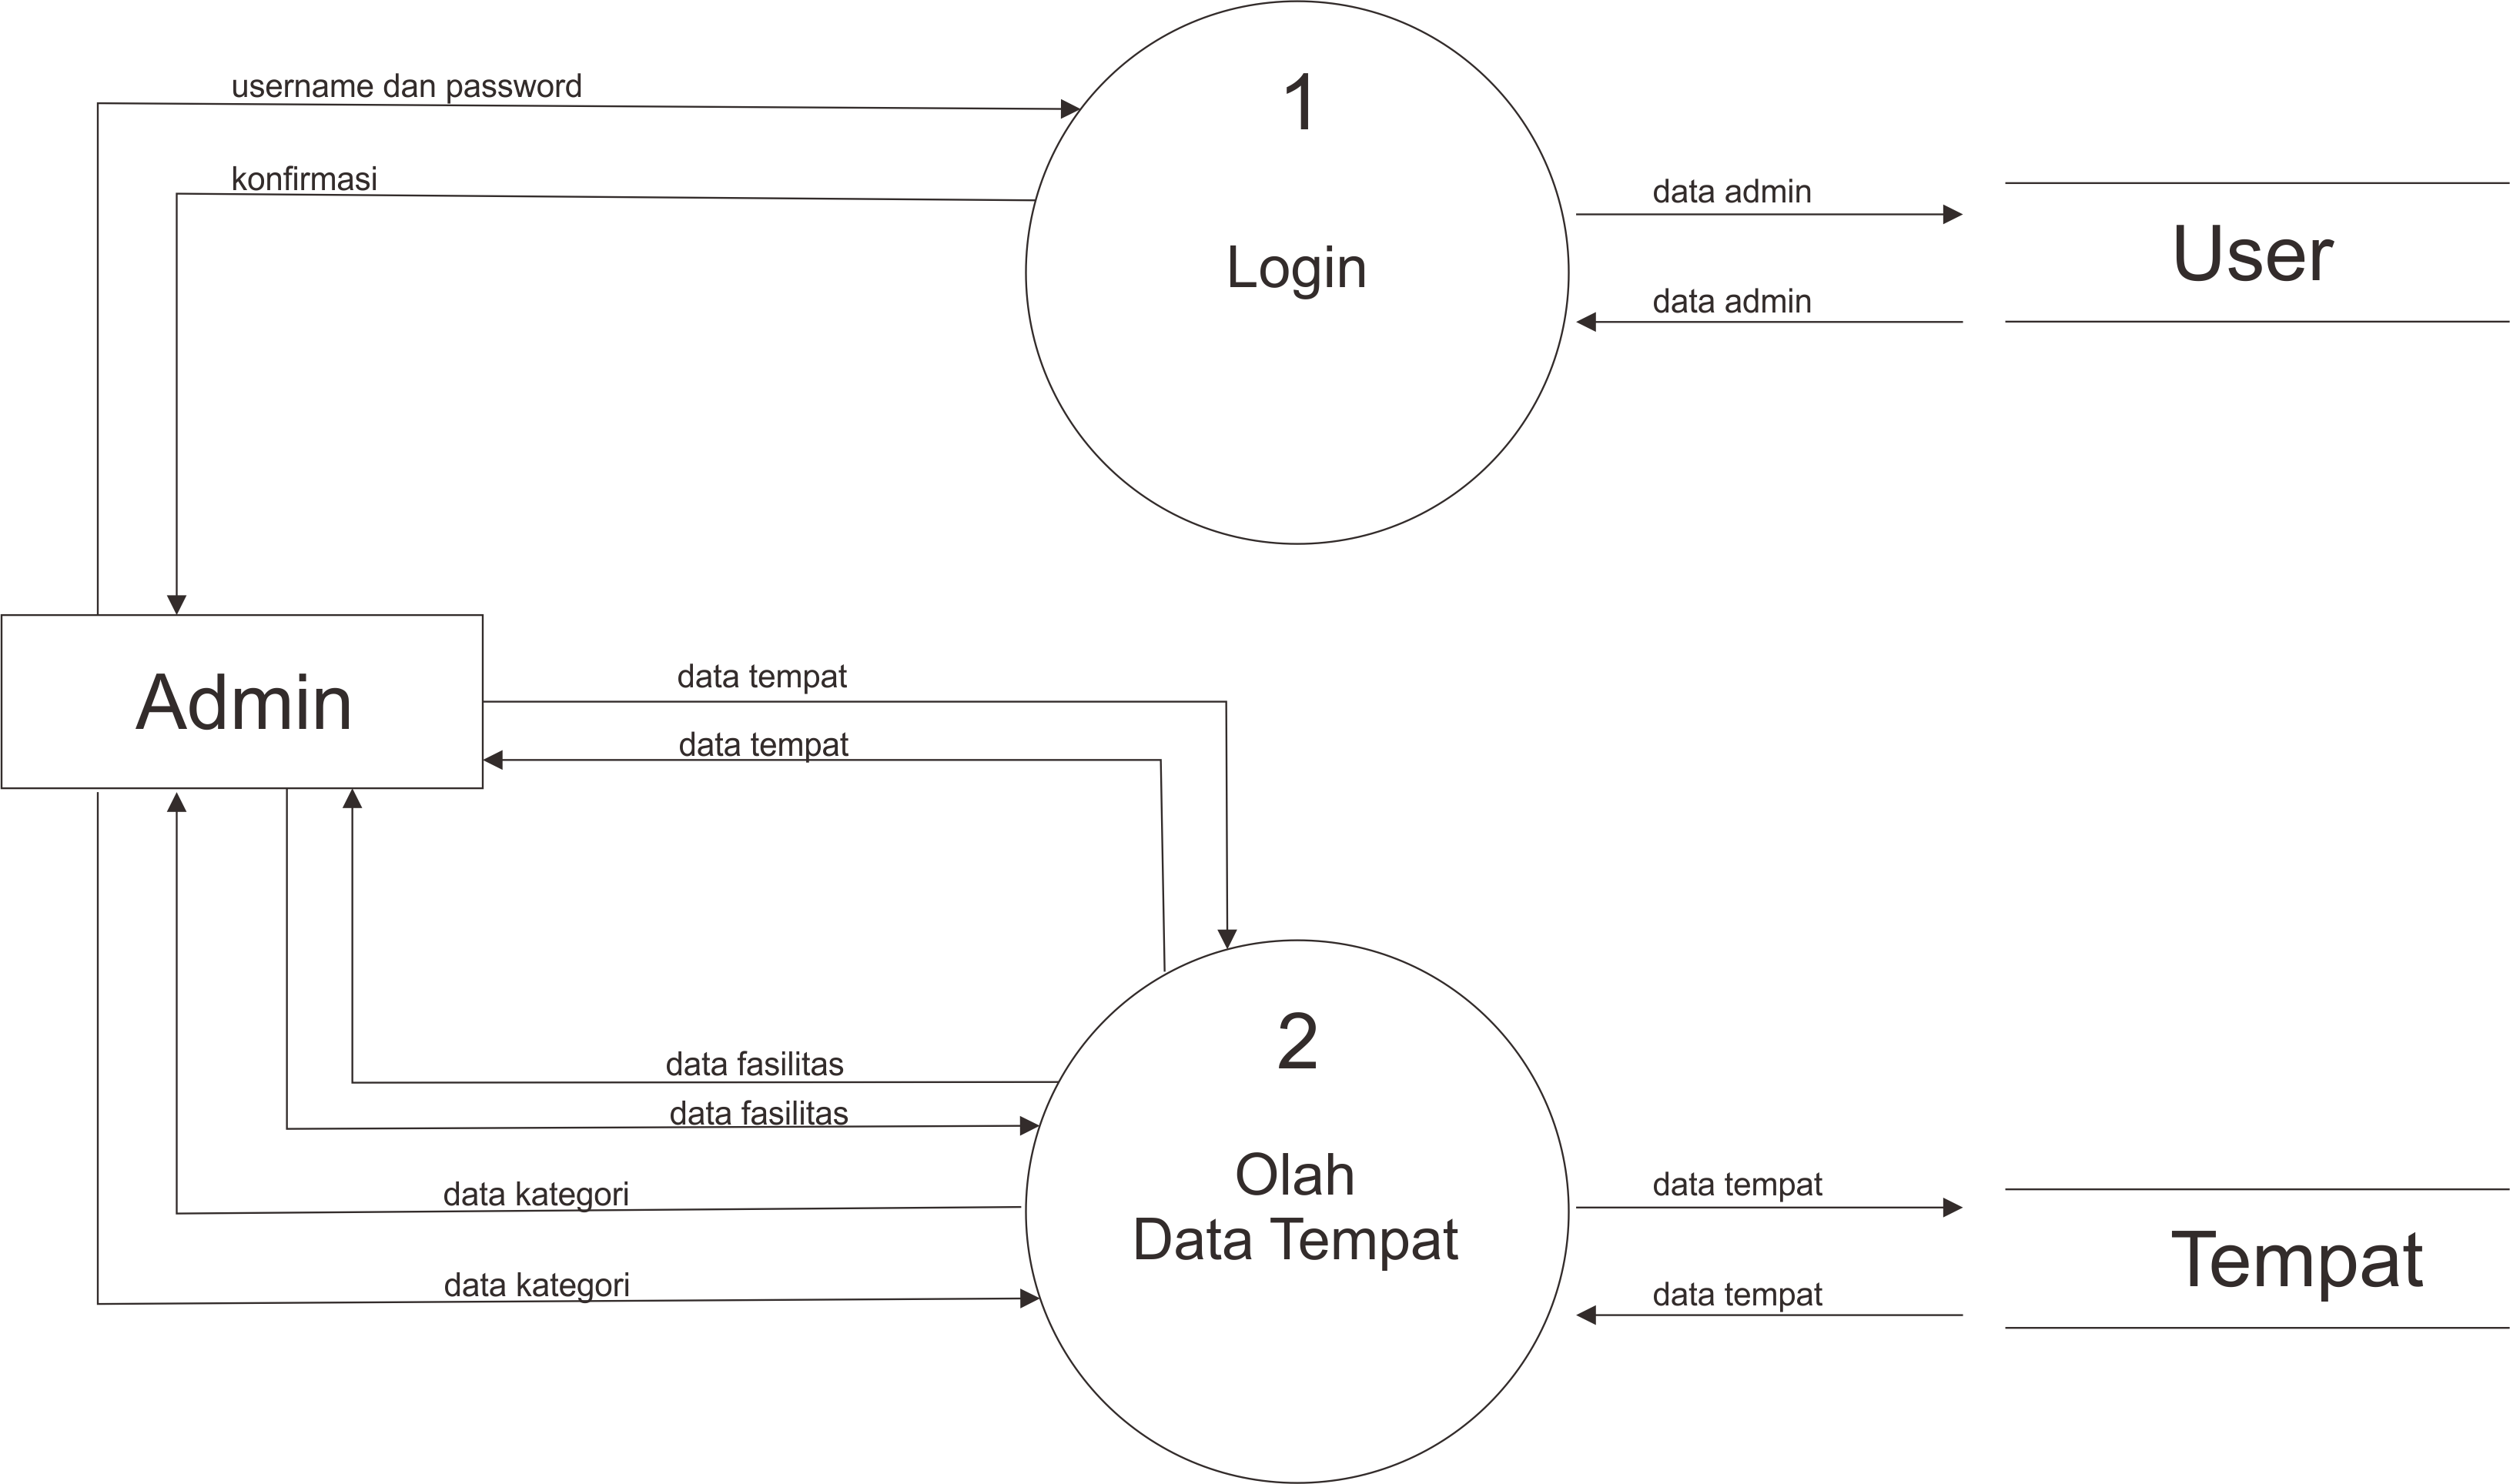 username dan password
konfirmasi
1
Login
data admin
data admin
User
Admin
data tempat
data tempat
data fasilitas
data fasilitas
data kategori
data kategori
2
Olah
Data Tempat
data tempat
data tempat
Tempat